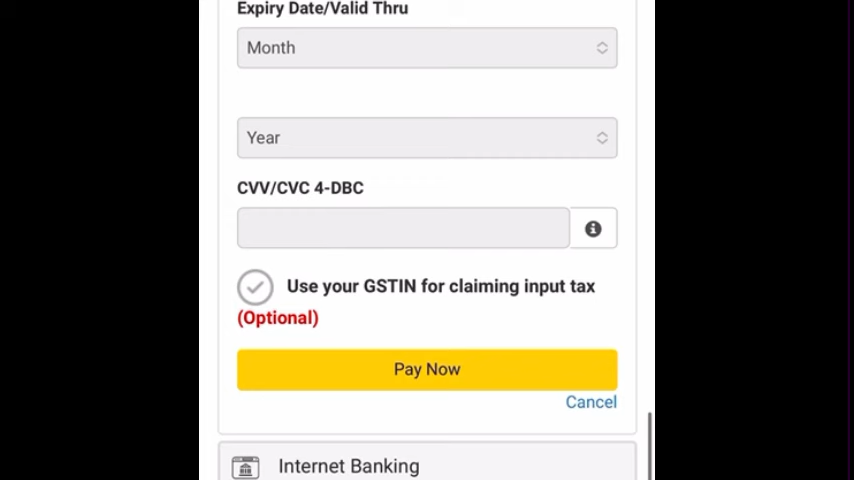 Expiry Date/Valid Thru
Month
Year
CVV/CVC 4-DBC
Use your GSTIN for claiming input tax
(Optional)
Pay Now
Cancel
Internet Banking